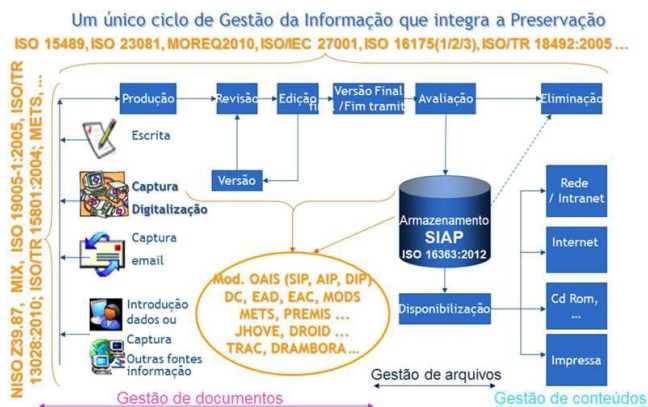 Um único ciclo de Gestão da Informação que integra a Preservação
ISO 15489, ISO 23081, MOREQ2010, ISO/IEC 27001, ISO 16175(1/2/3), ISO/TR 18492:2005 ...
NISO Z39.87, MIX, ISO 19005-1:2005, ISO/TR
13028:2010; ISO/TR 15801:2004; METS, ...
Produção
Revisão
Edição
Versão Final
/Fim tramit
Avaliação
Eliminação
Escrita
Versão
Captura
Digitalização
Captura
email
Introdução
dados ou
Captura
Outras fontes
informação
Armazenamento
SIAP
ISO 16363:2012
Rede
/ Intranet
Internet
Cd Rom,
...
Impressa
Disponibilização
Mod. OAIS (SIP, AIP, DIP)
DC, EAD, EAC, MODS
METS, PREMIS ...
JHOVE, DROID ...
TRAC, DRAMBORA ...
Gestão de documentos
Gestão de arquivos
Gestão de conteúdos